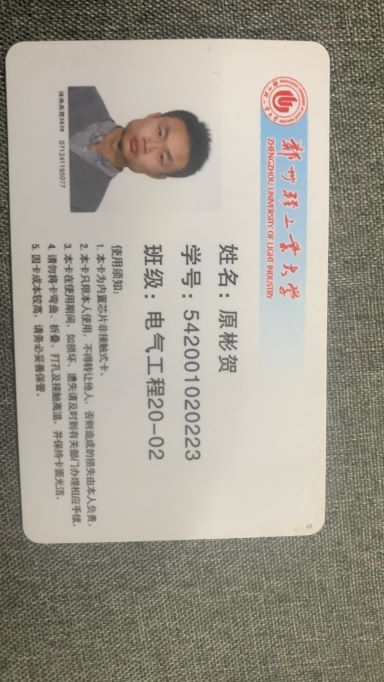 郑州轻工业大学
ZHENGZHOU UNIVERSITY OF LIGHT INDUSTRY
姓名：原彬贺
学号：542001020223
班级：电气工程20-02
使用须知：
1. 本卡为内置芯片非接触式卡。
2. 本卡只限本人使用，不得转让他人，否则造成的损失由本人负责。
3. 本卡在使用期间，如损坏、遗失请及时到有关部门办理相应手续。
4. 请勿将卡弯曲、折叠、打孔及接触高温，并保持卡面光洁。
5. 因卡成本较高，请务必妥善保管。